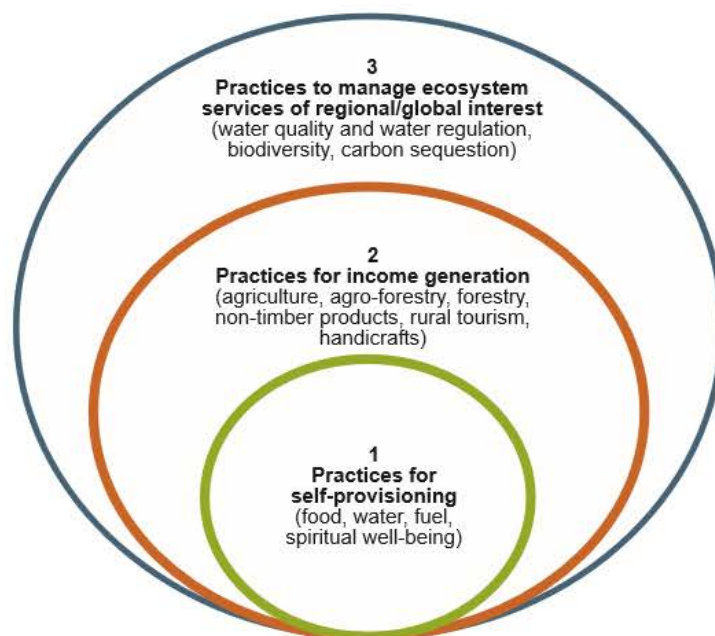 3
Practices to manage ecosystem
services of regional/global interest
(water quality and water regulation,
biodiversity, carbon sequestion)
2
Practices for income generation
(agriculture, agro-forestry, forestry,
non-timber products, rural tourism,
handicrafts)
1
Practices for
self-provisioning
(food, water, fuel,
spiritual well-being)